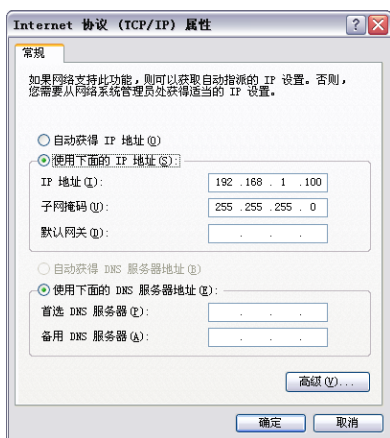 Internet 协议 (TCP/IP) 属性
常规
如果网络支持此功能，则可以获取自动指派的 IP 设置。否则，
您需要从网络系统管理员处获得适当的 IP 设置。
自动获得 IP 地址(O)
使用下面的 IP 地址(S):
IP 地址(I): 192 .168 . 1 .100
子网掩码(U): 255 .255 .255 . 0
默认网关(D): . . .
自动获得 DNS 服务器地址(B)
使用下面的 DNS 服务器地址(E):
首选 DNS 服务器(P): . . .
备用 DNS 服务器(A): . . .
高级(V)...
确定 取消